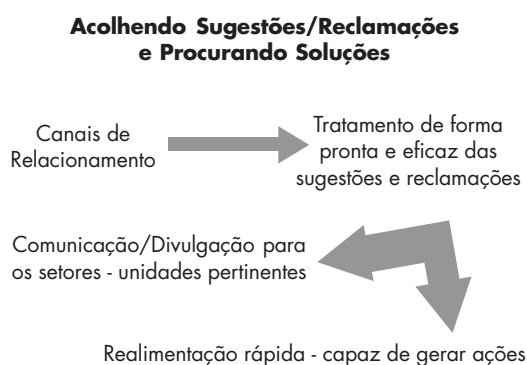 Acolhendo Sugestões/Reclamações
e Procurando Soluções
Canais de
Relacionamento
Tratamento de forma
pronta e eficaz das
sugestões e reclamações
Comunicação/Divulgação para
os setores - unidades pertinentes
Realimentação rápida - capaz de gerar ações